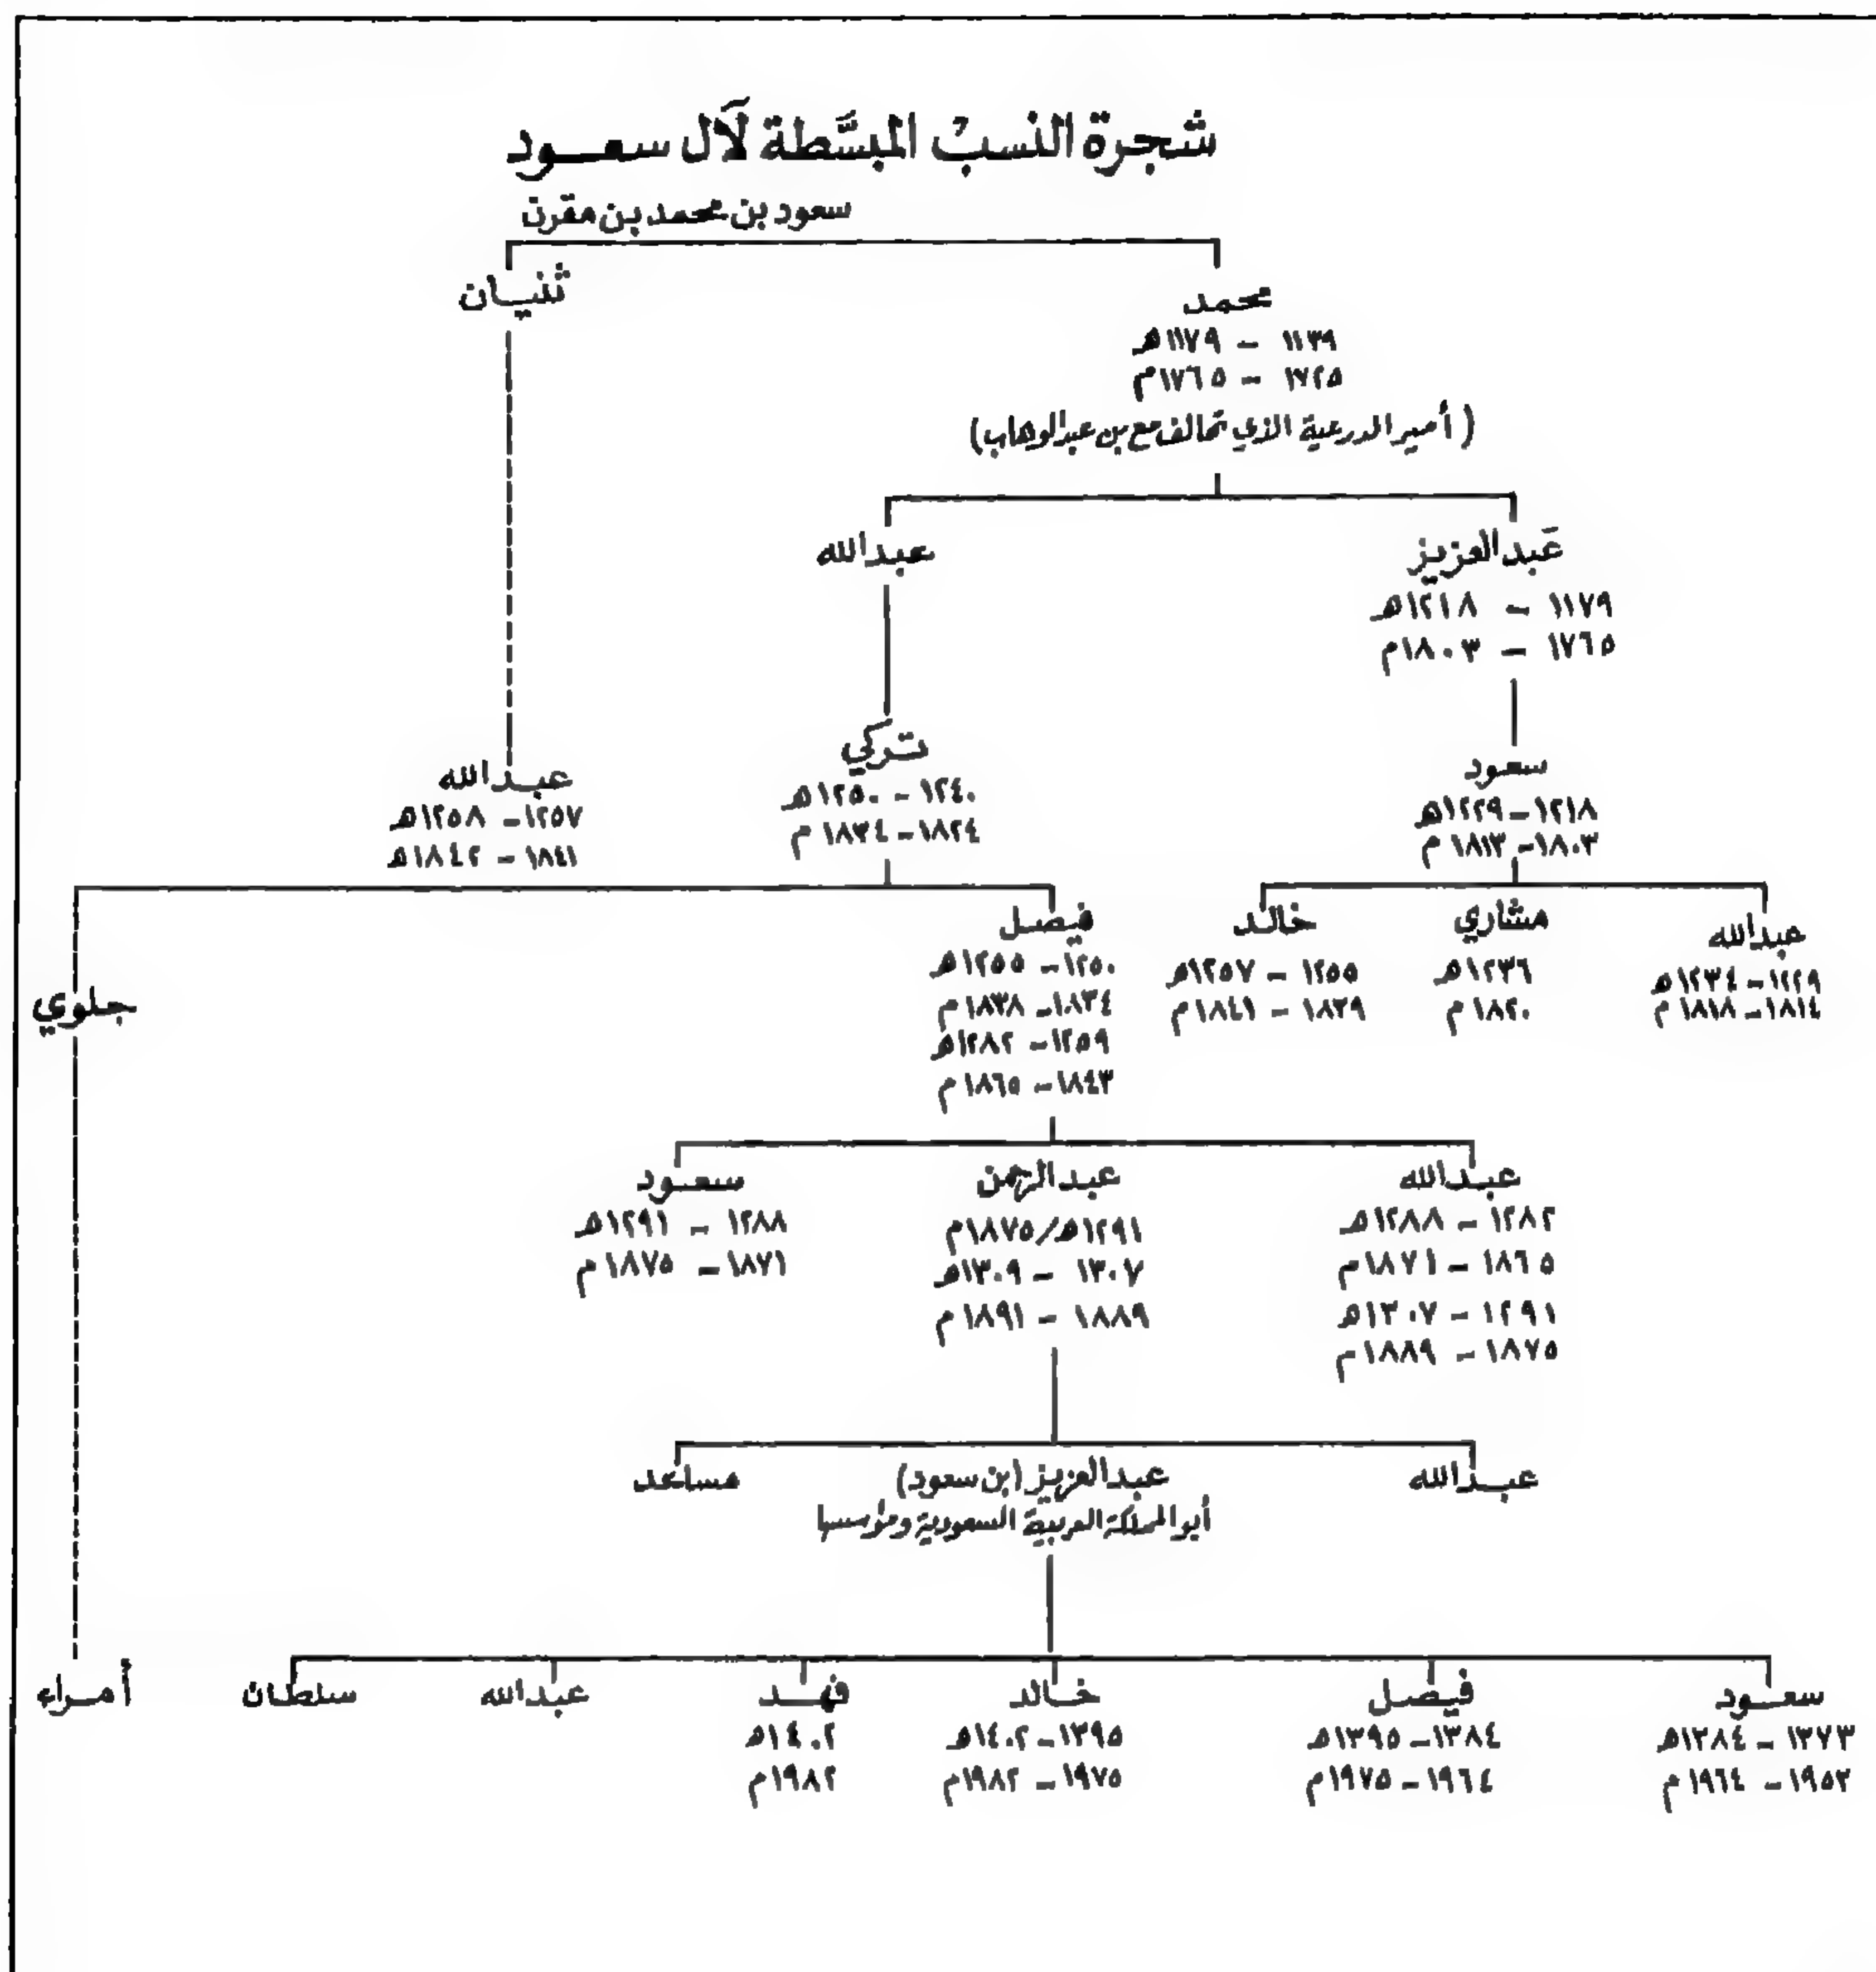 شجرة النسب المبسَّطة لآل سعود
سعود بن محمد بن مقرن
محمد
١١٣٩ - ١١٧٩هـ
١٧٢٥ - ١٧٦٥م
(أمير الدرعية الذي تحالف مع بن عبدالوهاب)
ثنيان
عبدالعزيز
١١٧٩ - ١٢١٨هـ
١٧٦٥ - ١٨٠٣م
عبدالله
سعود
١٢١٨-١٢٢٩هـ
١٨٠٣-١٨١٣م
تركي
١٢٤٠-١٢٥٠هـ
١٨٢٤-١٨٣٤م
عبدالله
١٢٥٧-١٢٥٨هـ
١٨٤١-١٨٤٢هـ
عبدالله
١٢٢٩-١٢٣٤هـ
١٨١٤-١٨١٨م
مشاري
١٢٣٦هـ
١٨٢٠م
خالد
١٢٥٥ - ١٢٥٧هـ
١٨٣٩ - ١٨٤١م
فيصل
١٢٥٠-١٢٥٥هـ
١٨٣٤-١٨٣٨م
١٢٥٩-١٢٨٢هـ
١٨٤٣-١٨٦٥م
جلوي
عبدالله
١٢٨٢ - ١٢٨٨هـ
١٨٦٥ - ١٨٧١م
١٢٩١ - ١٣٠٧هـ
١٨٧٥ - ١٨٨٩م
عبدالرحمن
١٢٩١هـ/١٨٧٥م
١٣٠٧ - ١٣٠٩هـ
١٨٨٩ - ١٨٩١م
سعود
١٢٨٨ - ١٢٩١هـ
١٨٧١ - ١٨٧٥م
عبدالله
عبدالعزيز (ابن سعود)
أبو المملكة العربية السعودية ومؤسسها
مساعد
سعود
١٣٧٣ - ١٣٨٤هـ
١٩٥٣ - ١٩٦٤م
فيصل
١٣٨٤-١٣٩٥هـ
١٩٦٤-١٩٧٥م
خالد
١٣٩٥-١٤٠٢هـ
١٩٧٥-١٩٨٢م
فهد
١٤٠٢هـ
١٩٨٢م
عبدالله
سلطان
أمراء